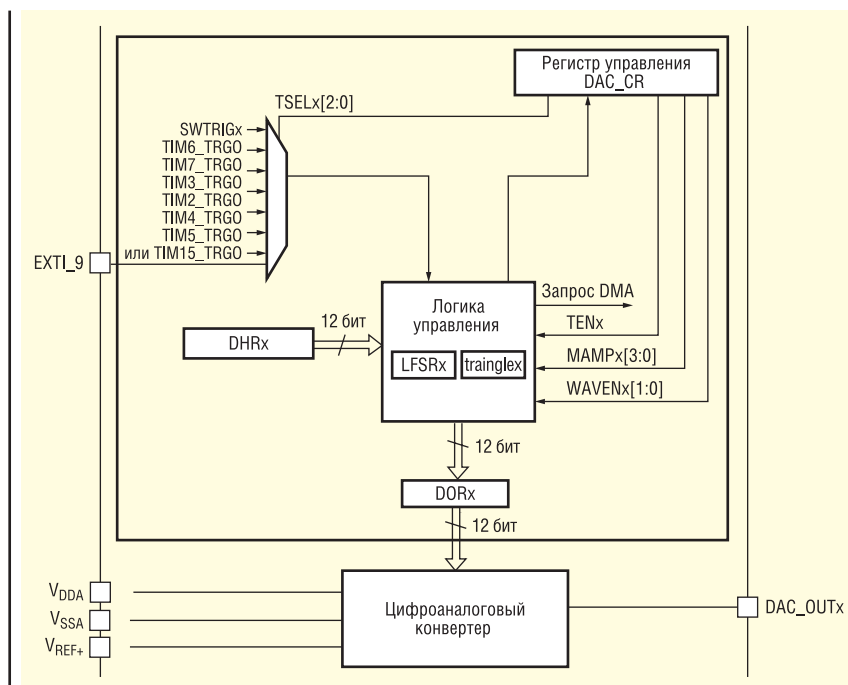 Регистр управления
DAC_CR
TSELx[2:0]
SWTRIGx
TIM6_TRGO
TIM7_TRGO
TIM3_TRGO
TIM2_TRGO
TIM4_TRGO
TIM5_TRGO
или TIM15_TRGO
EXTI_9
Логика
управления
Запрос DMA
12 бит
TENx
DHRx
LFSRx
trainglex
MAMPx[3:0]
WAVENx[1:0]
12 бит
DORx
12 бит
VDDA
VSSA
VREF+
Цифроаналоговый
конвертер
DAC_OUTx